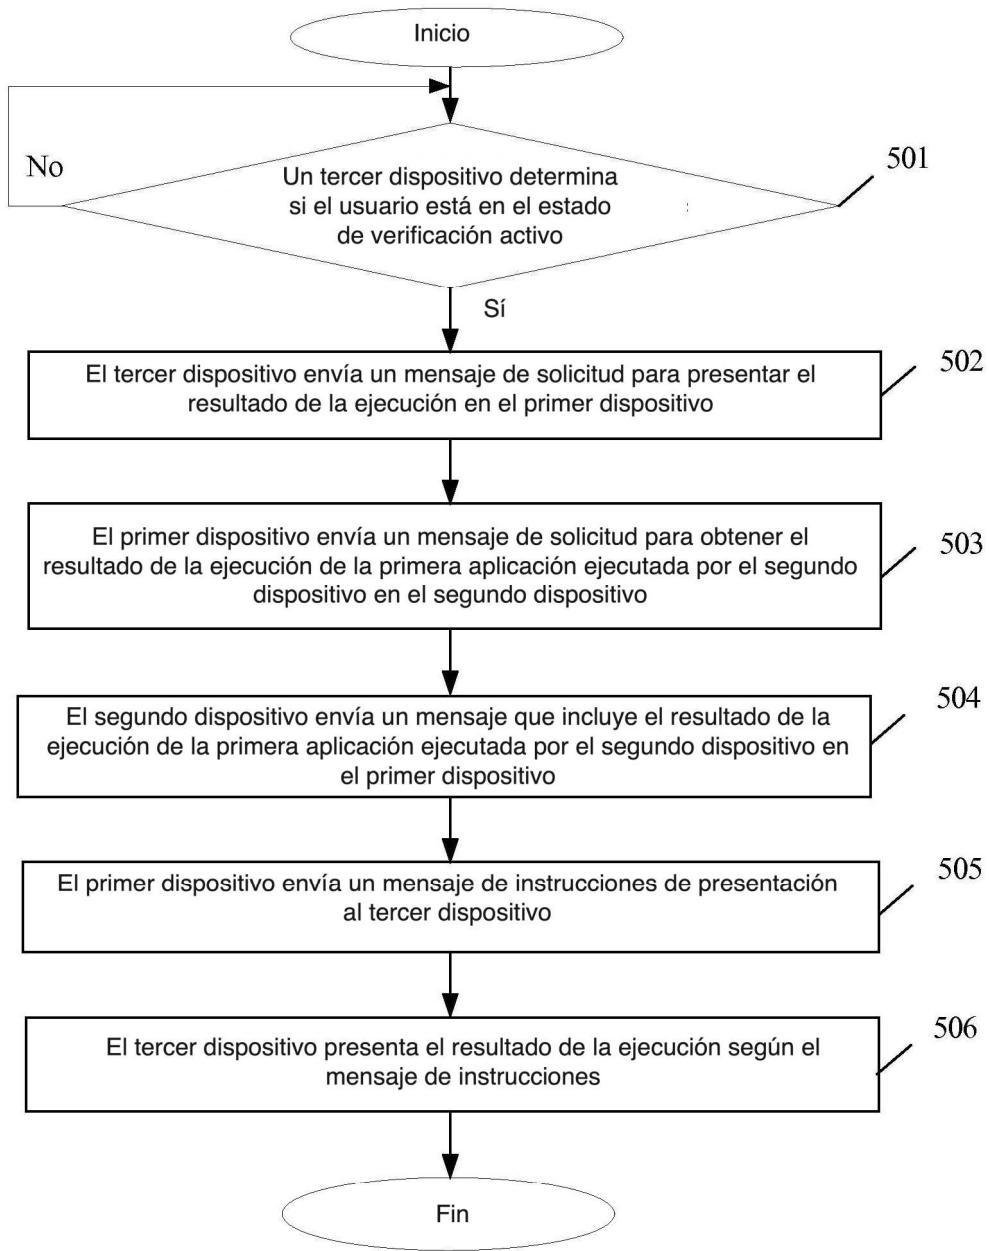 Inicio
No
501
Un tercer dispositivo determina
si el usuario está en el estado
de verificación activo
Sí
502
El tercer dispositivo envía un mensaje de solicitud para presentar el
resultado de la ejecución en el primer dispositivo
503
El primer dispositivo envía un mensaje de solicitud para obtener el
resultado de la ejecución de la primera aplicación ejecutada por el segundo
dispositivo en el segundo dispositivo
504
El segundo dispositivo envía un mensaje que incluye el resultado de la
ejecución de la primera aplicación ejecutada por el segundo dispositivo en
el primer dispositivo
505
El primer dispositivo envía un mensaje de instrucciones de presentación
al tercer dispositivo
506
El tercer dispositivo presenta el resultado de la ejecución según el
mensaje de instrucciones
Fin